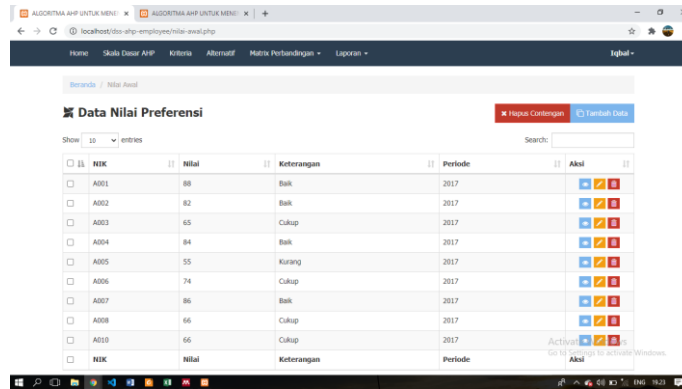 ALGORITMA AHP UNTUK MENE
ALGORITMA AHP UNTUK MENE
localhost/dss-ahp-employee/nilai-awal.php
Home Skala Dasar AHP Kriteria Alternatif Matrix Perbandingan Laporan Iqbal
Beranda / Nilai Awal
Data Nilai Preferensi
Hapus Contengan Tambah Data
Show 10 entries Search:
NIK Nilai Keterangan Periode Aksi
A001 88 Baik 2017
A002 82 Baik 2017
A003 65 Cukup 2017
A004 84 Baik 2017
A005 55 Kurang 2017
A006 74 Cukup 2017
A007 86 Baik 2017
A008 66 Cukup 2017
A010 66 Cukup 2017
NIK Nilai Keterangan Periode Aksi
Go to Settings to activate Windows.
ENG 19.23